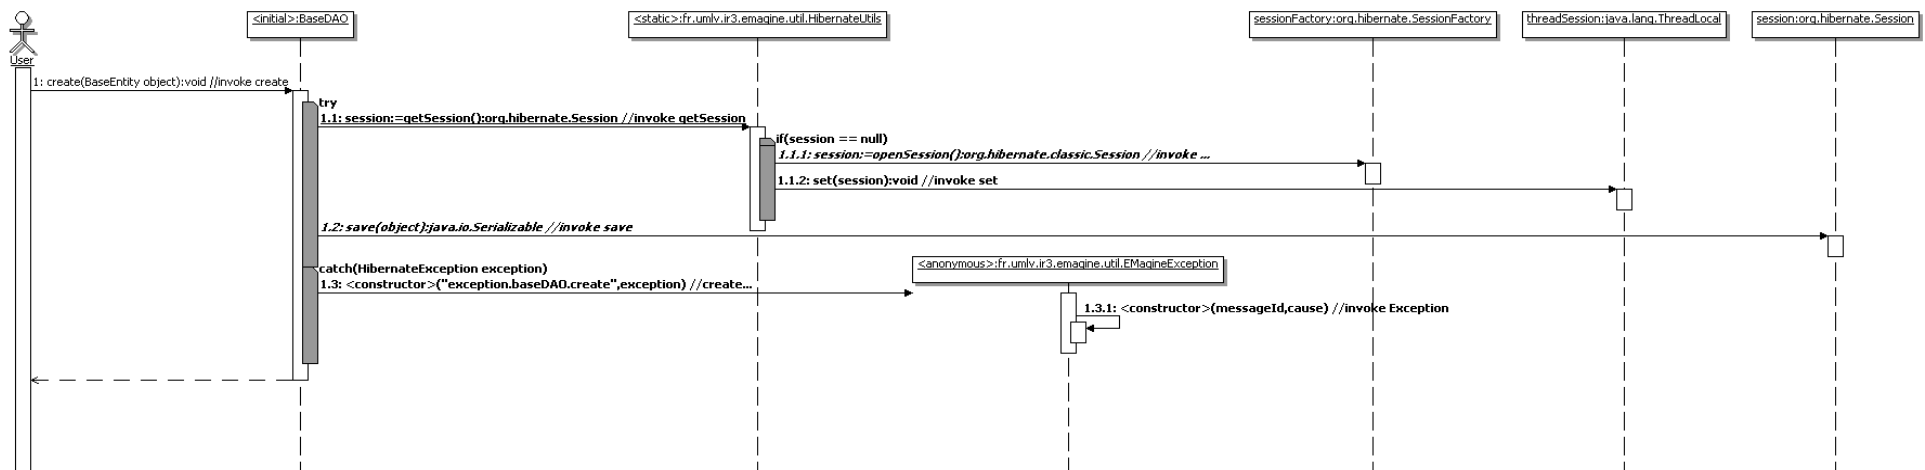 <initial>:BaseDAO
<static>:fr.umlv.ir3.emagine.util.HibernateUtils
sessionFactory:org.hibernate.SessionFactory
threadSession:java.lang.ThreadLocal
session:org.hibernate.Session
User
1: create(BaseEntity object):void //invoke create
try
1.1: session:=getSession():org.hibernate.Session //invoke getSession
if(session == null)
1.1.1: session:=openSession():org.hibernate.classic.Session //invoke ...
1.1.2: set(session):void //invoke set
1.2: save(object):java.io.Serializable //invoke save
catch(HibernateException exception)
<anonymous>:fr.umlv.ir3.emagine.util.EMagineException
1.3: <constructor>("exception.baseDAO.create",exception) //create...
1.3.1: <constructor>(messageId,cause) //invoke Exception